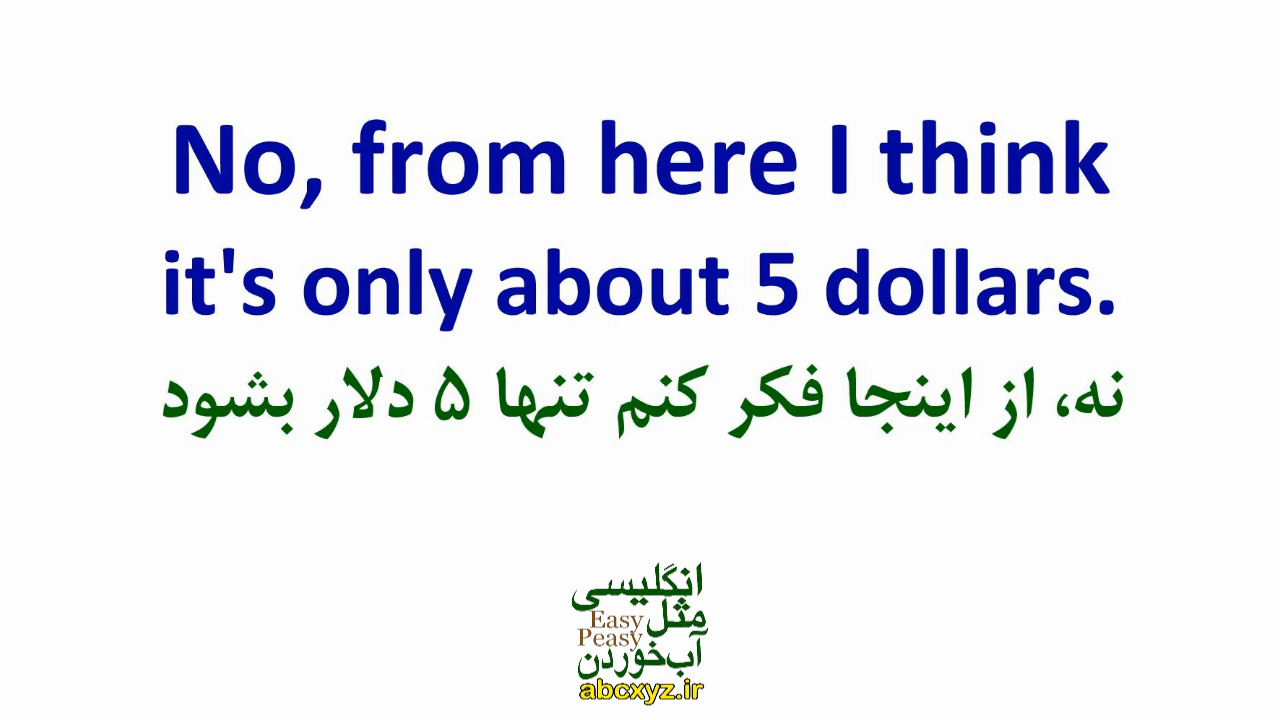 No, from here I think
it's only about 5 dollars.
نه، از اینجا فکر کنم تنها ۵ دلار بشود
انگلیسی
مثل
Easy
Peasy
آب‌خوردن
abcxyz.ir